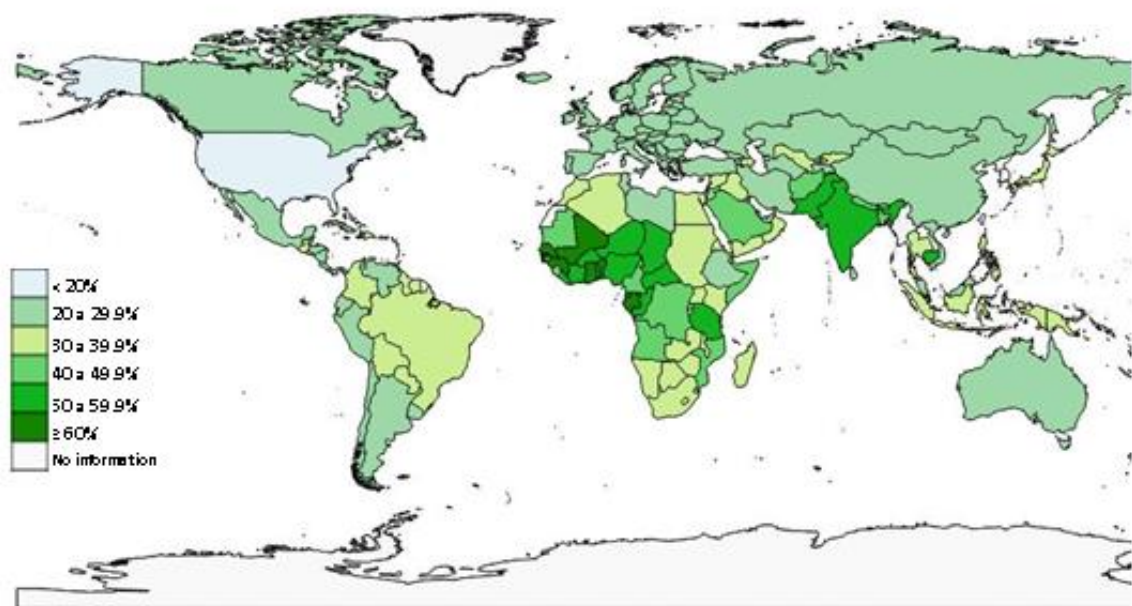 < 20%
20 a 29.9%
30 a 39.9%
40 a 49.9%
50 a 59.9%
≥ 60%
No information